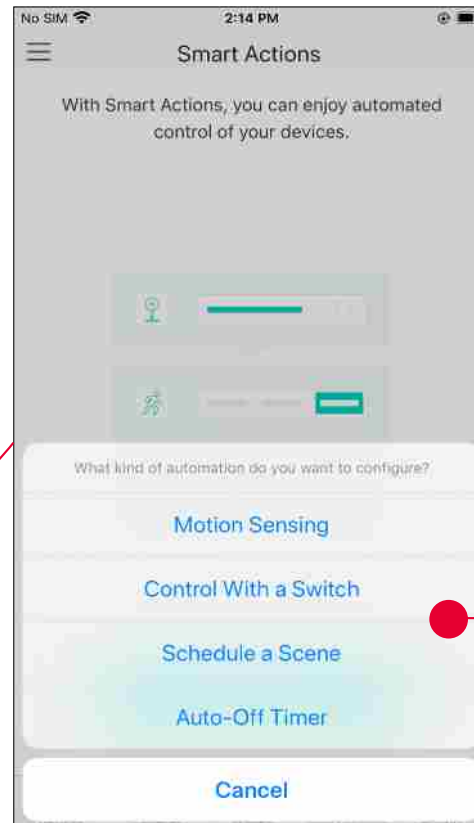 No SIM 2:14 PM
Smart Actions
With Smart Actions, you can enjoy automated
control of your devices.
What kind of automation do you want to configure?
Motion Sensing
Control With a Switch
Schedule a Scene
Auto-Off Timer
Cancel